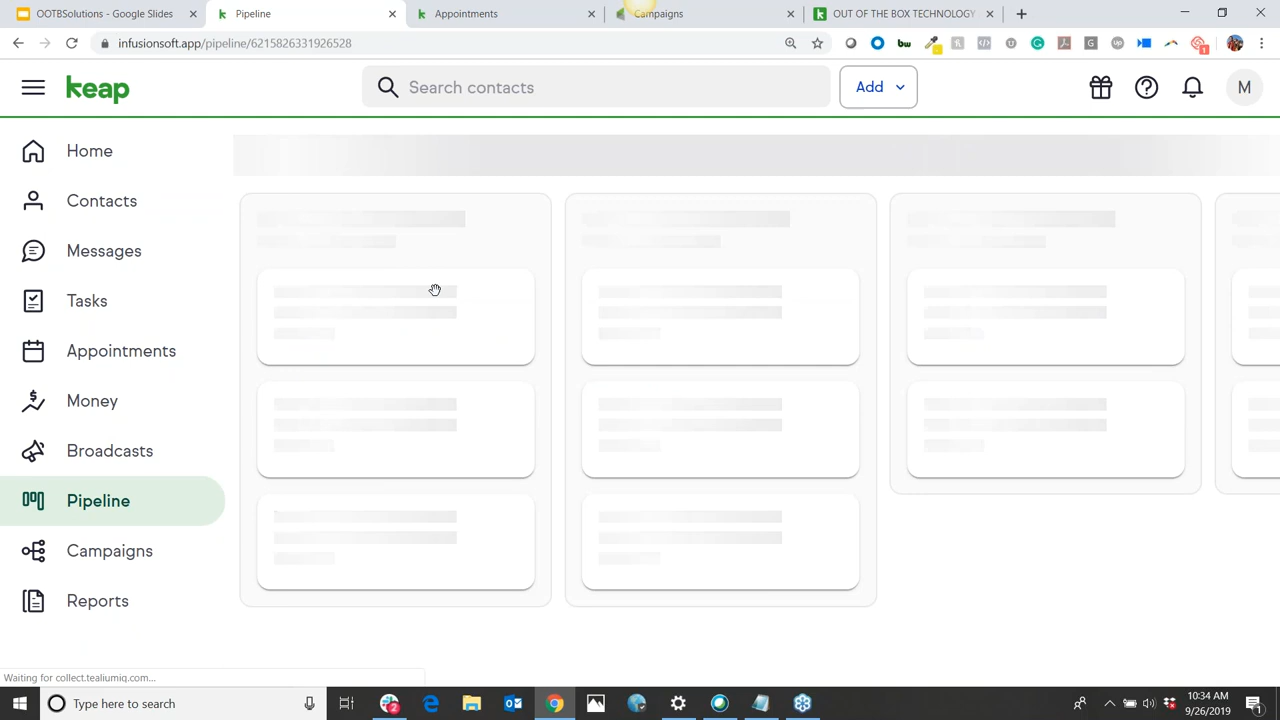 OOTBSolutions - Google Slides
Pipeline
Appointments
Campaigns
OUT OF THE BOX TECHNOLOGY
infusionsoft.app/pipeline/6215826331926528
keap
Search contacts
Add
M
Home
Contacts
Messages
Tasks
Appointments
Money
Broadcasts
Pipeline
Campaigns
Reports
Waiting for collect.tealiumiq.com...
Type here to search
10:34 AM
9/26/2019